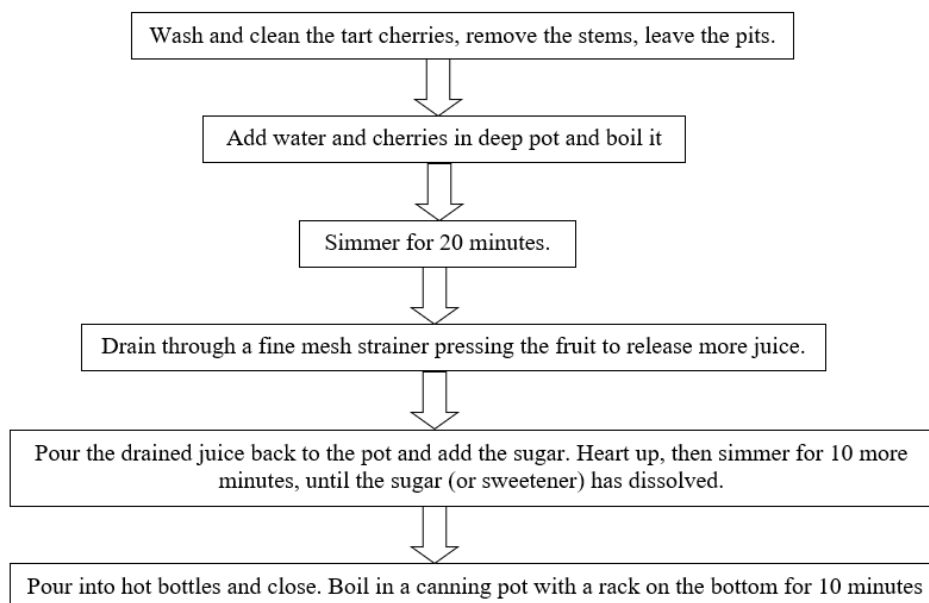 Wash and clean the tart cherries, remove the stems, leave the pits.
Add water and cherries in deep pot and boil it
Simmer for 20 minutes.
Drain through a fine mesh strainer pressing the fruit to release more juice.
Pour the drained juice back to the pot and add the sugar. Heart up, then simmer for 10 more
minutes, until the sugar (or sweetener) has dissolved.
Pour into hot bottles and close. Boil in a canning pot with a rack on the bottom for 10 minutes